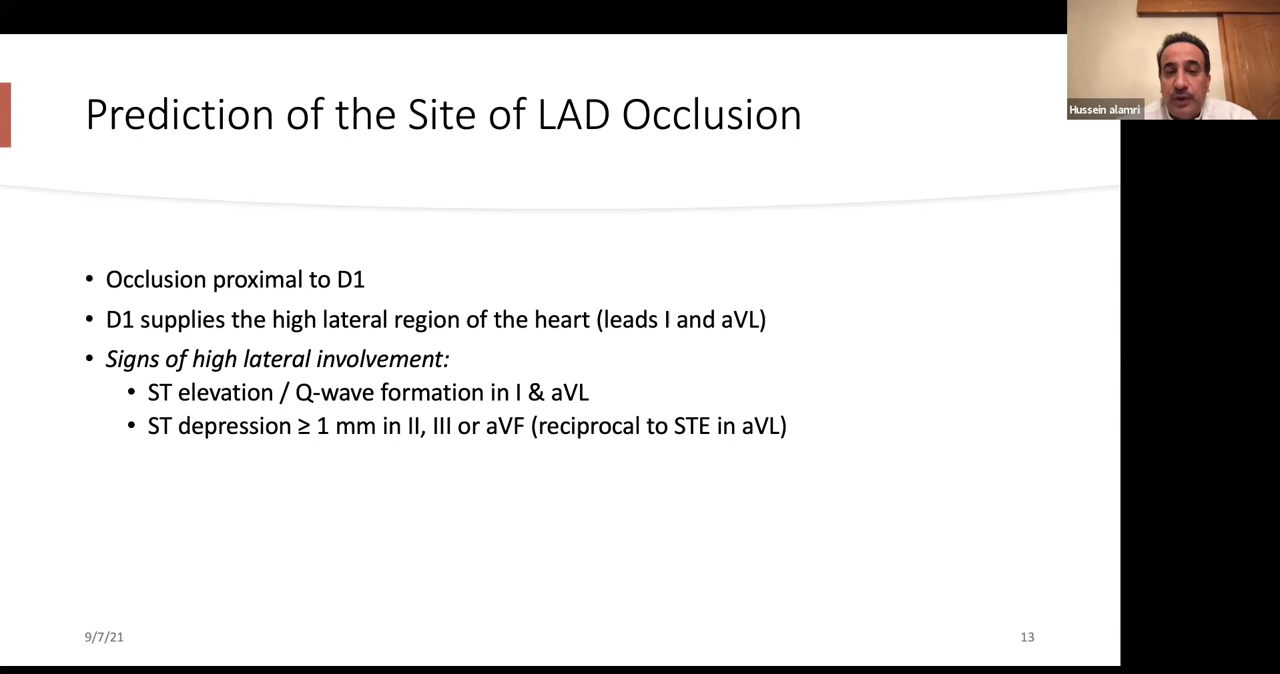 Hussein alamri
Prediction of the Site of LAD Occlusion
• Occlusion proximal to D1
• D1 supplies the high lateral region of the heart (leads I and aVL)
• Signs of high lateral involvement:
• ST elevation / Q-wave formation in I & aVL
• ST depression ≥ 1 mm in II, III or aVF (reciprocal to STE in aVL)
9/7/21
13